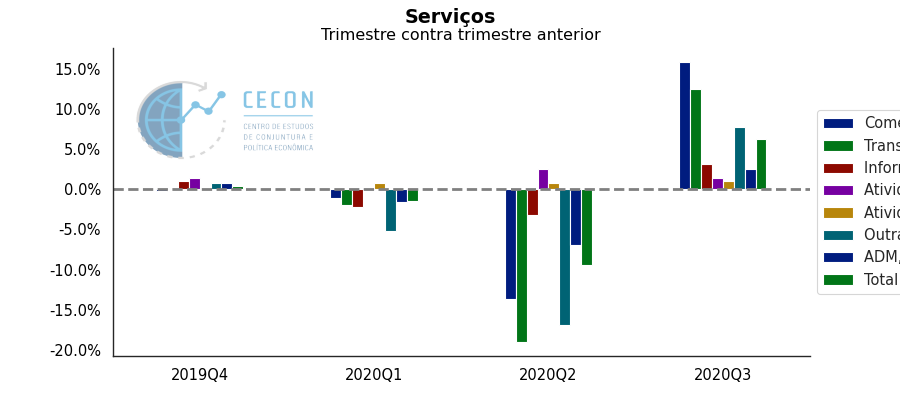 Serviços
Trimestre contra trimestre anterior
15.0%
10.0%
5.0%
0.0%
-5.0%
-10.0%
-15.0%
-20.0%
CECON
CENTRO DE ESTUDOS
DE CONJUNTURA E
POLÍTICA ECONÔMICA
2019Q4
2020Q1
2020Q2
2020Q3
Come
Trans
Infor
Ativid
Ativid
Outra
ADM,
Total